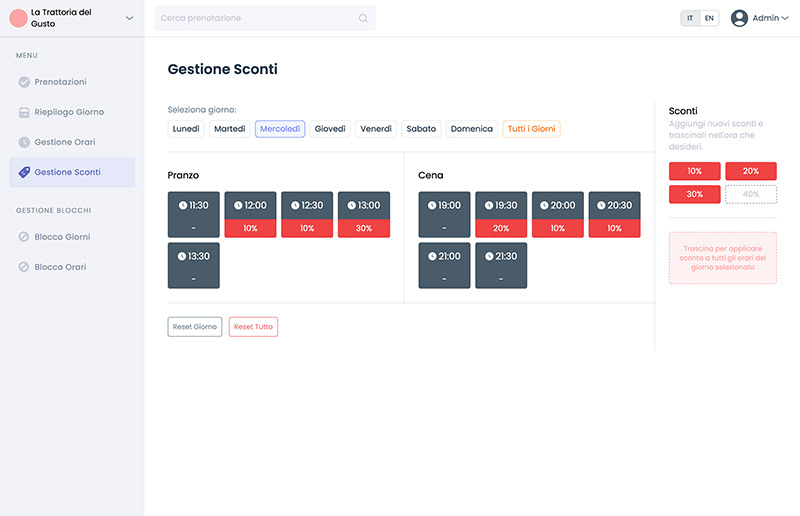 La Trattoria del
Gusto
Cerca prenotazione
IT
EN
Admin
MENU
Prenotazioni
Riepilogo Giorno
Gestione Orari
Gestione Sconti
GESTIONE BLOCCHI
Blocco Giorni
Blocco Orari
Gestione Sconti
Seleziona giorno:
Lunedì
Martedì
Mercoledì
Giovedì
Venerdì
Sabato
Domenica
Tutti i Giorni
Pranzo
11:30
-
12:00
10%
12:30
10%
13:00
30%
13:30
-
Cena
19:00
-
19:30
20%
20:00
10%
20:30
10%
21:00
-
21:30
-
Reset Giorno
Reset Tutto
Sconti
Aggiungi nuovi sconti e
trascinali nell'ora che
desideri.
10%
20%
30%
40%
Trascina per applicare
sconto a tutti gli orari del
giorno selezionato